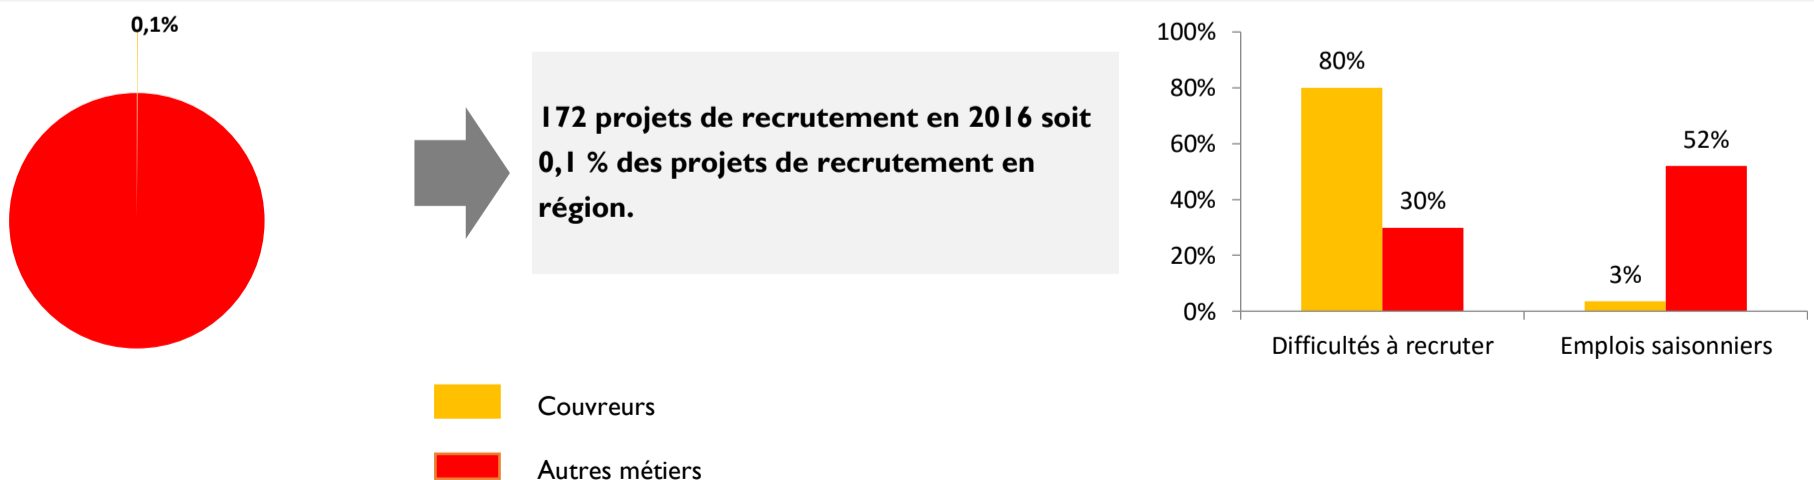 0,1%
172 projets de recrutement en 2016 soit
0,1 % des projets de recrutement en
région.
100%
80%
60%
40%
20%
0%
80%
30%
3%
52%
Difficultés à recruter
Emplois saisonniers
Couvreurs
Autres métiers